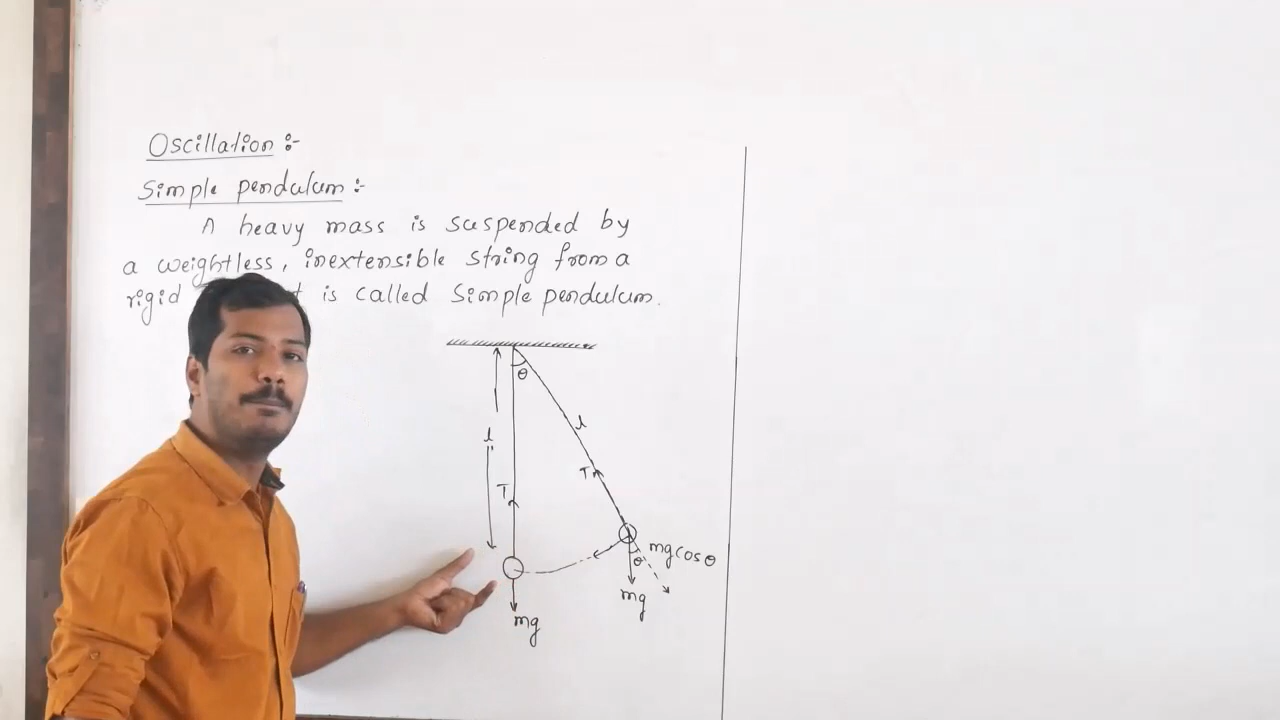 Oscillation :-
Simple pendulum :-
A heavy mass is suspended by
a weightless, inextensible string from a
rigid t is called Simple pendulum.
θ
l
l
T
T
mg cos θ
θ
mg
mg